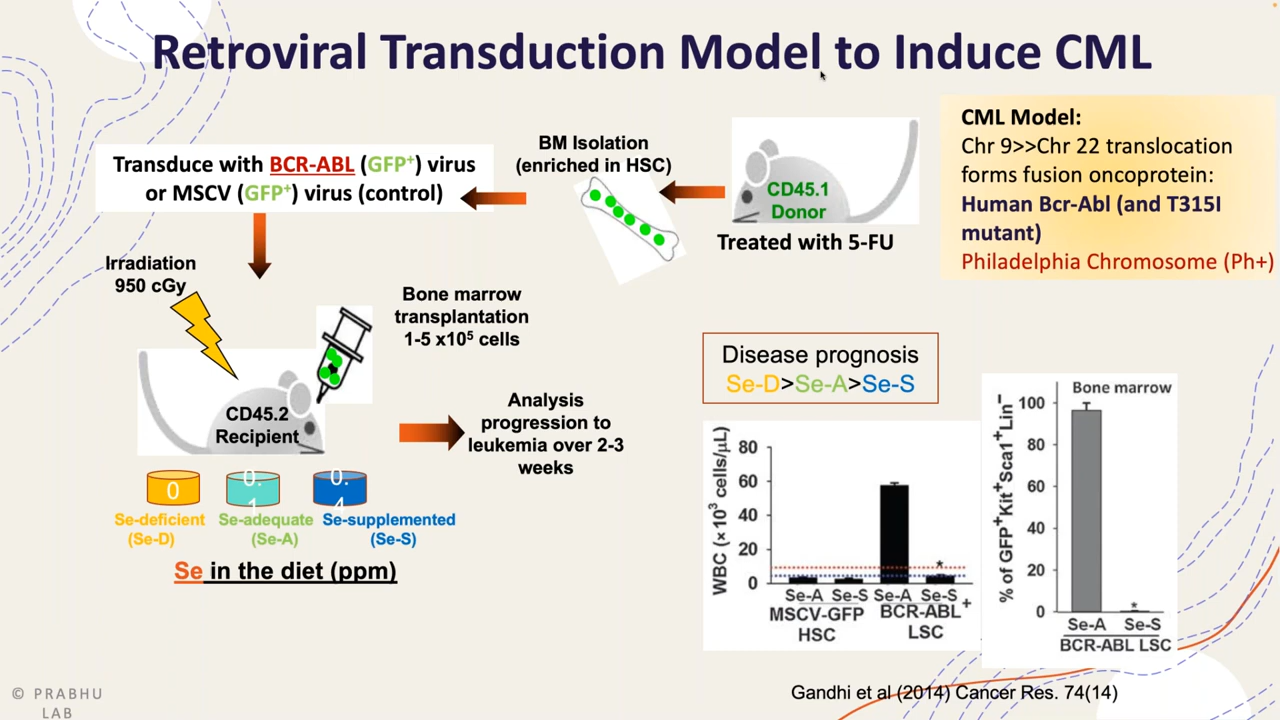 Retroviral Transduction Model to Induce CML
Transduce with BCR-ABL (GFP⁺) virus
or MSCV (GFP⁺) virus (control)
BM Isolation
(enriched in HSC)
CD45.1
Donor
Treated with 5-FU
CML Model:
Chr 9>>Chr 22 translocation
forms fusion oncoprotein:
Human Bcr-Abl (and T315I
mutant)
Philadelphia Chromosome (Ph+)
Irradiation
950 cGy
Bone marrow
transplantation
1-5 x10⁵ cells
CD45.2
Recipient
Analysis
progression to
leukemia over 2-3
weeks
0
0.1
0.4
Se-deficient
(Se-D)
Se-adequate
(Se-A)
Se-supplemented
(Se-S)
Se in the diet (ppm)
Disease prognosis
Se-D>Se-A>Se-S
WBC (×10³ cells/µL)
80
60
40
20
0
*
Se-A Se-S Se-A Se-S
MSCV-GFP
HSC
BCR-ABL⁺
LSC
Bone marrow
% of GFP⁺Kit⁺Sca1⁺Lin⁻
100
80
60
40
20
0
*
Se-A Se-S
BCR-ABL LSC
Gandhi et al (2014) Cancer Res. 74(14)
© PRABHU
LAB